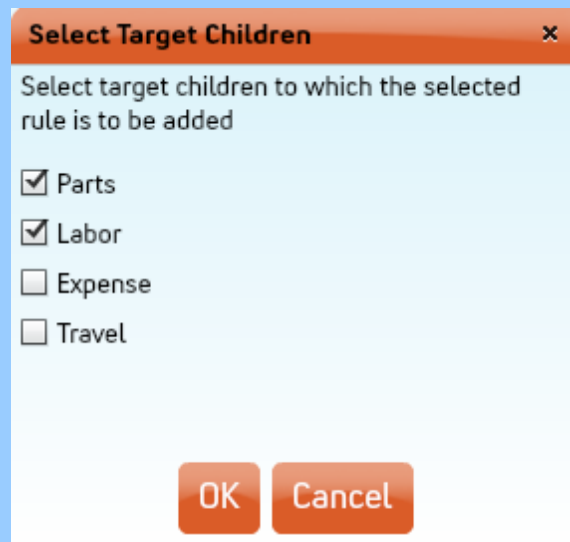 Select Target Children
Select target children to which the selected
rule is to be added
Parts
Labor
Expense
Travel
OK Cancel